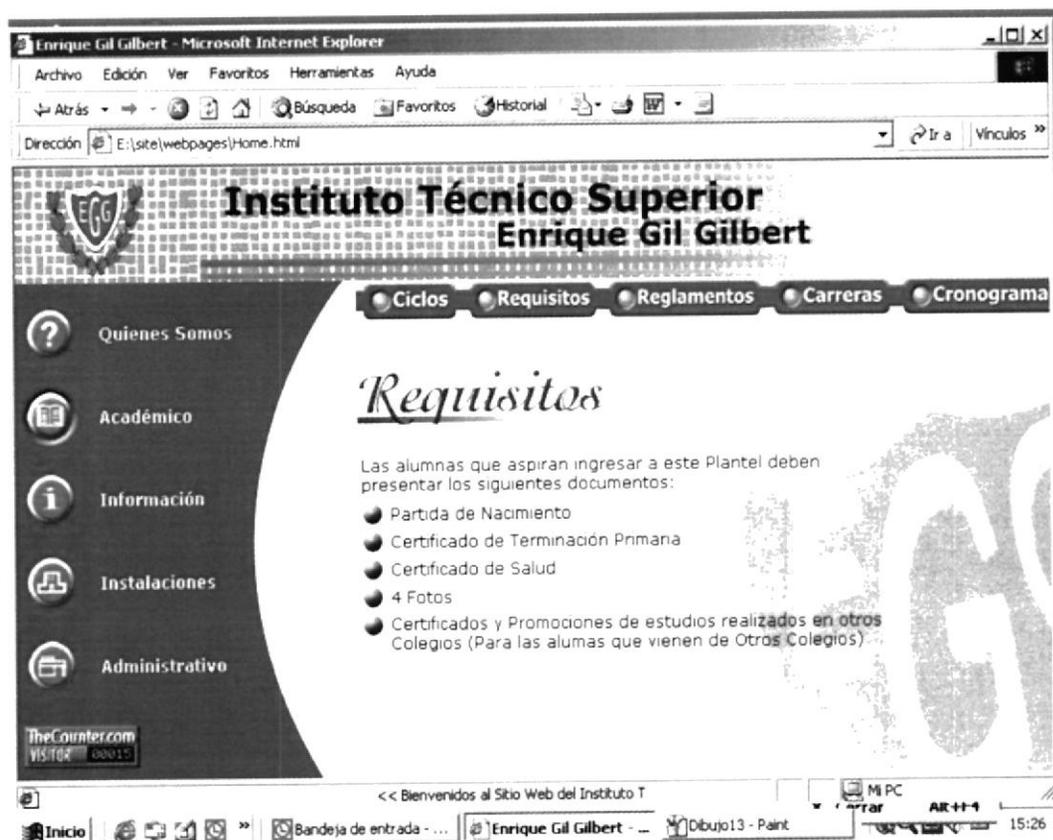 Enrique Gil Gilbert - Microsoft Internet Explorer
Archivo Edición Ver Favoritos Herramientas Ayuda
Atrás Búsqueda Favoritos Historial
Dirección E:\site\webpages\Home.html Ir a Vínculos »
EGG
Instituto Técnico Superior
Enrique Gil Gilbert
Ciclos Requisitos Reglamentos Carreras Cronograma
Quienes Somos
Académico
Información
Instalaciones
Administrativo
Requisitos
Las alumnas que aspiran ingresar a este Plantel deben
presentar los siguientes documentos:
Partida de Nacimiento
Certificado de Terminación Primaria
Certificado de Salud
4 Fotos
Certificados y Promociones de estudios realizados en otros
Colegios (Para las alumas que vienen de Otros Colegios)
TheCounter.com
VISITOR 00015
<< Bienvenidos al Sitio Web del Instituto T
Mi PC
Alt+F4
Inicio » Bandeja de entrada - ... Enrique Gil Gilbert - ... Dibujo13 - Paint 15:26